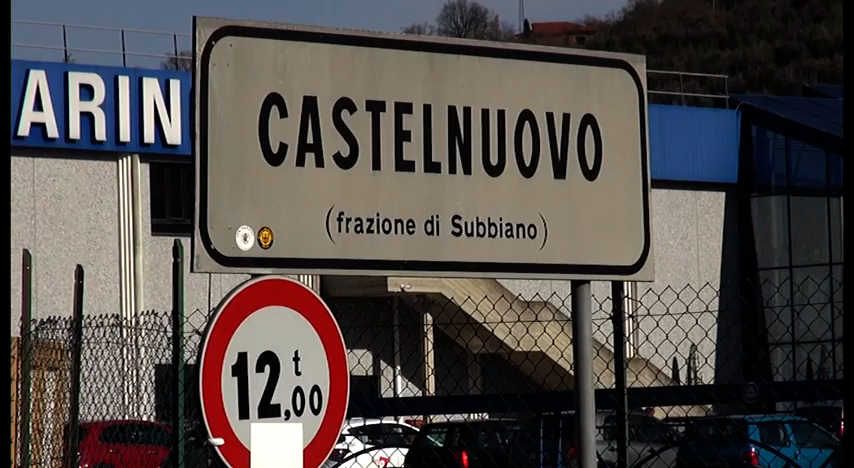 ARIN
CASTELNUOVO
(frazione di Subbiano)
12,00 t